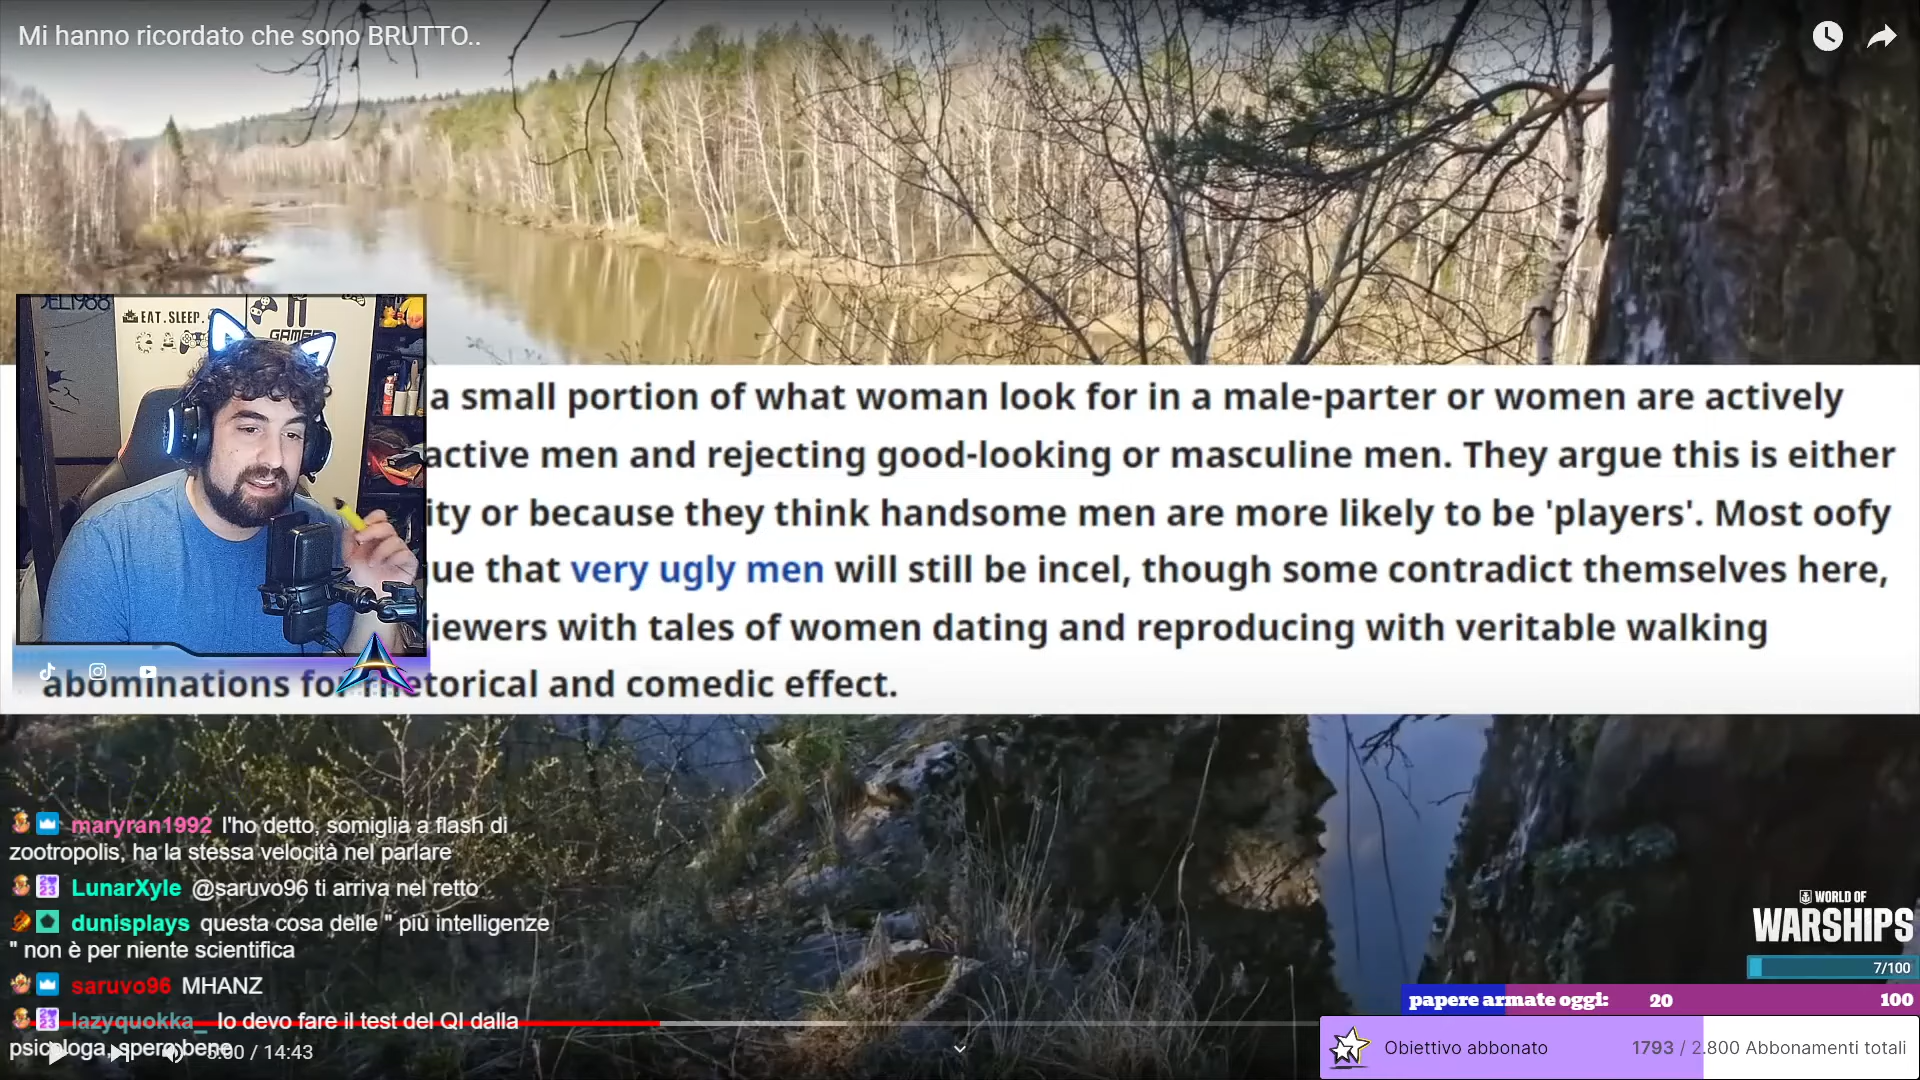 Mi hanno ricordato che sono BRUTTO..
JEL1988
EAT.SLEEP.
GAMER
a small portion of what woman look for in a male-parter or women are actively
active men and rejecting good-looking or masculine men. They argue this is either
ity or because they think handsome men are more likely to be 'players'. Most oofy
ue that very ugly men will still be incel, though some contradict themselves here,
iewers with tales of women dating and reproducing with veritable walking
abominations for rhetorical and comedic effect.
maryran1992 l'ho detto, somiglia a flash di
zootropolis, ha la stessa velocità nel parlare
LunarXyle @saruvo96 ti arriva nel retto
dunisplays questa cosa delle " più intelligenze
" non è per niente scientifica
saruvo96 MHANZ
lazyquokka_ Io devo fare il test del QI dalla
psicologa, spero bene
5:00 / 14:43
WORLD OF
WARSHIPS
7/100
papere armate oggi: 20 100
Obiettivo abbonato 1793 / 2.800 Abbonamenti totali